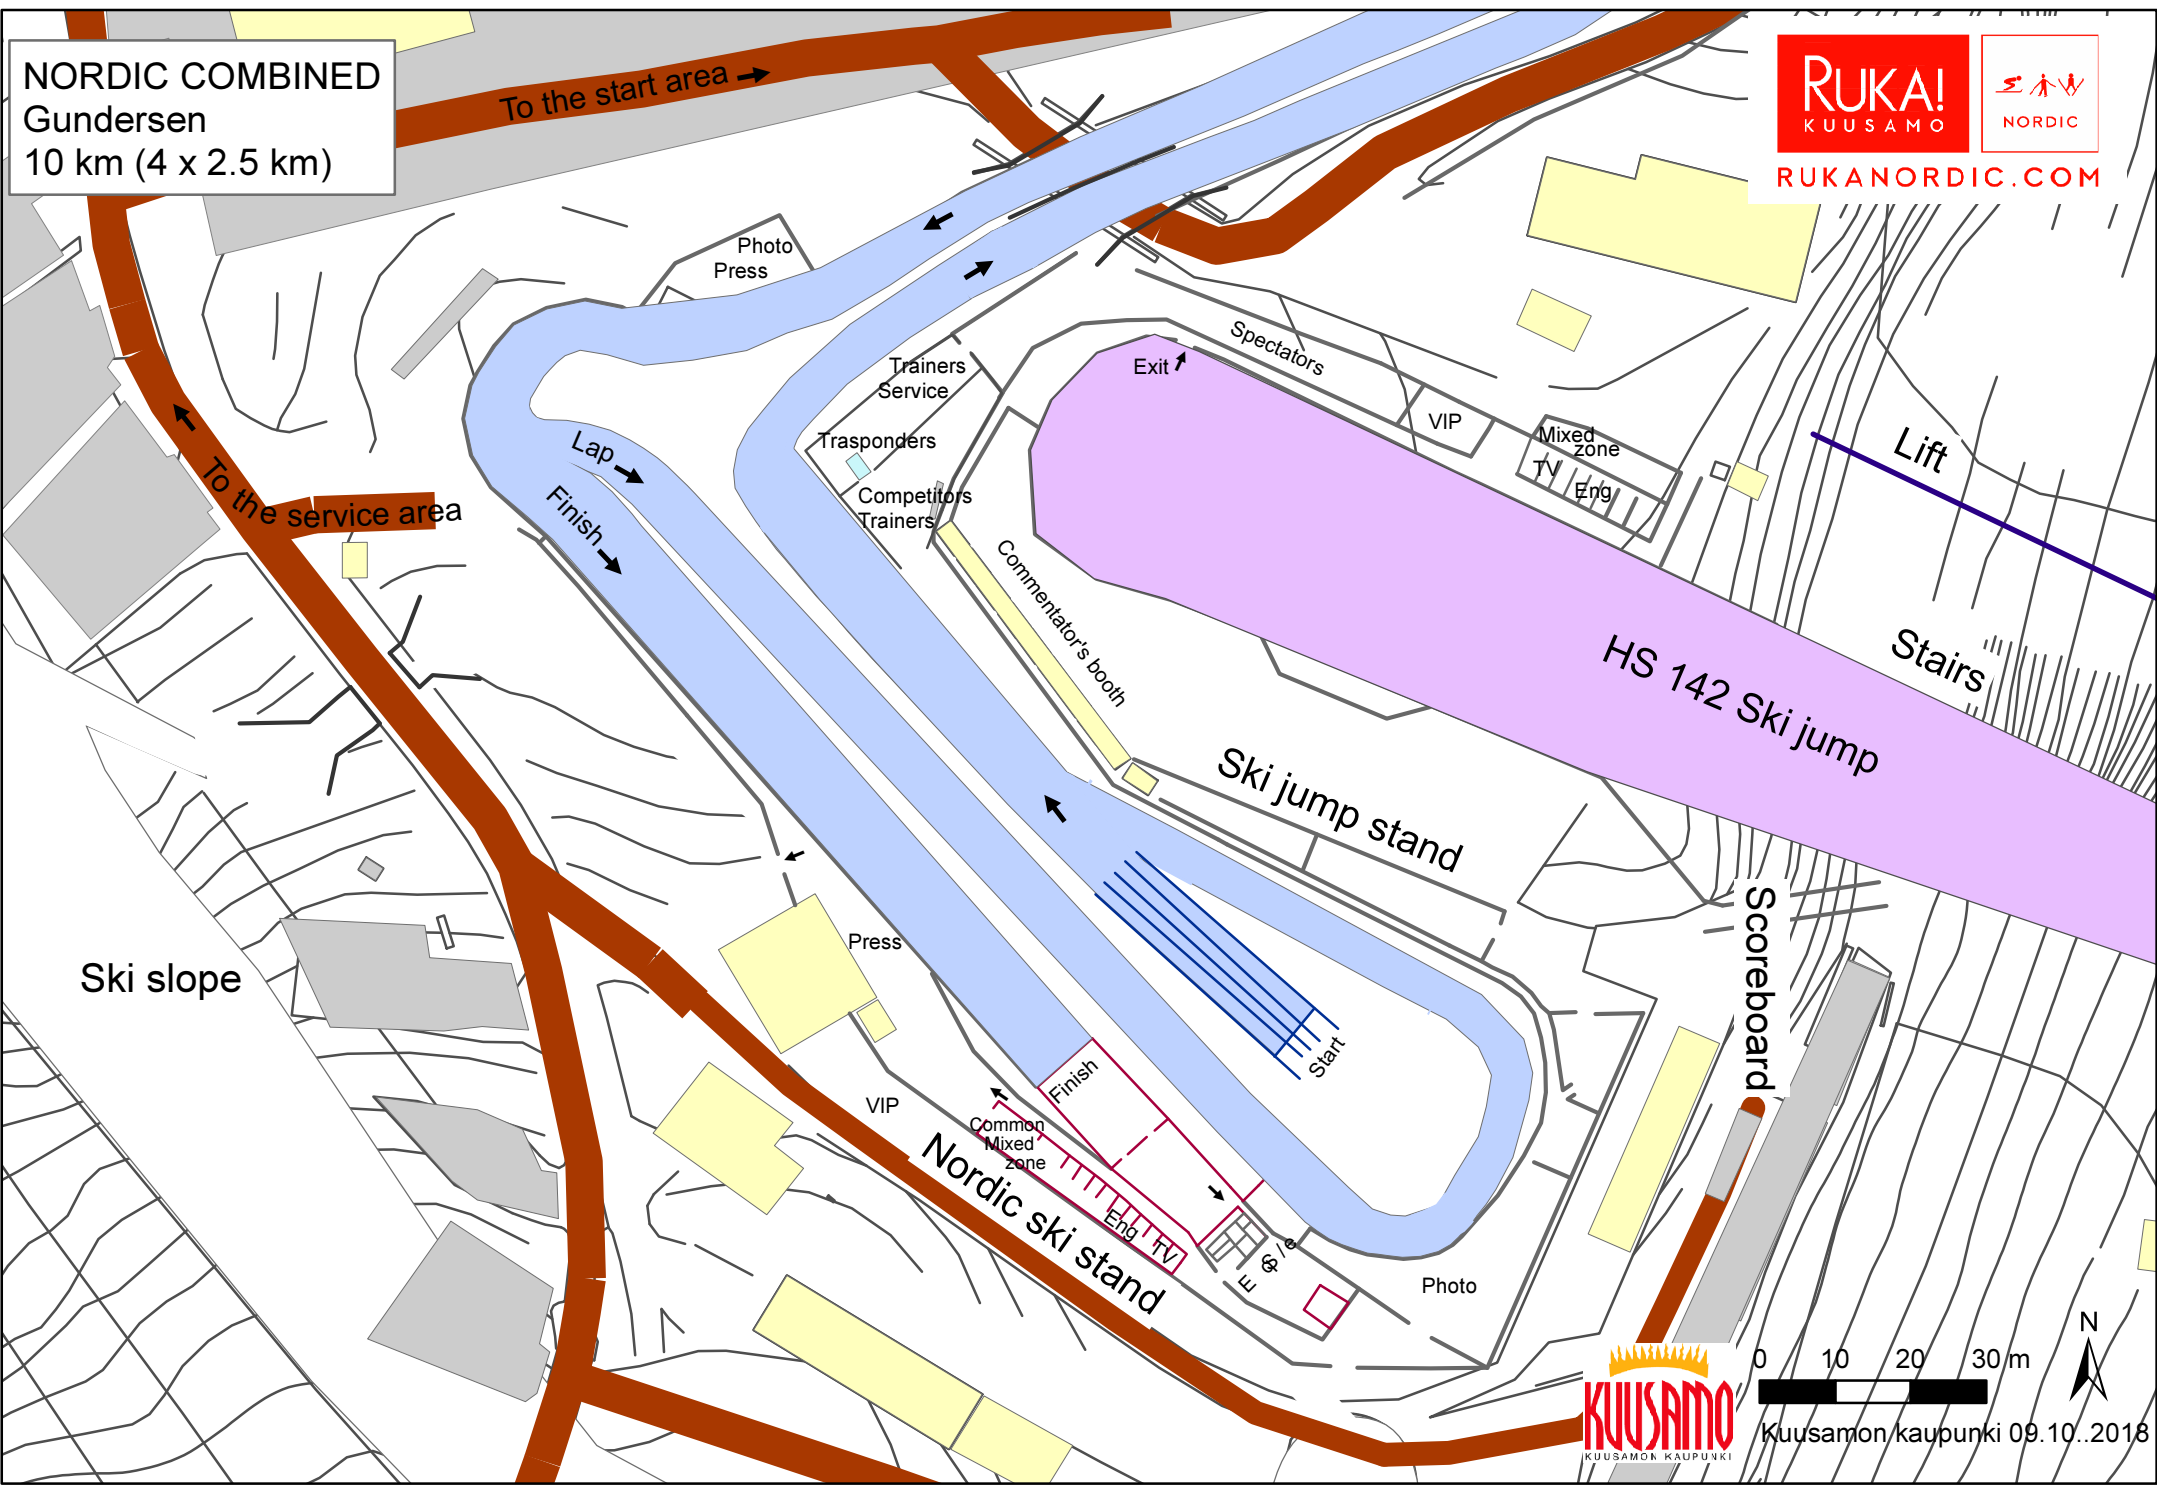 NORDIC COMBINED
Gundersen
10 km (4 x 2.5 km)
To the start area
RUKA!
KUUSAMO
NORDIC
RUKANORDIC.COM
Photo
Press
Spectators
Exit
Trainers
Service
VIP
Mixed
zone
TV
Eng
Lift
Lap
Trasponders
Finish
Competitors
Trainers
To the service area
Commentator's booth
HS 142 Ski jump
Stairs
Ski jump stand
Scoreboard
Press
Ski slope
Start
Finish
VIP
Common
Mixed
zone
Nordic ski stand
Eng
TV
E
Photo
N
0 10 20 30 m
KUUSAMO
KUUSAMON KAUPUNKI
Kuusamon kaupunki 09.10..2018